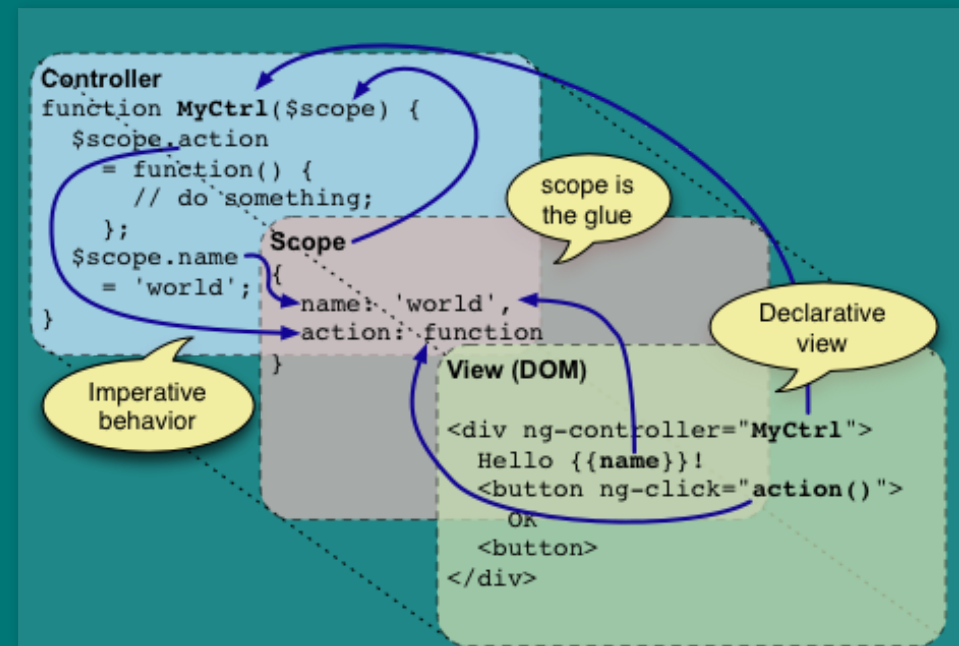 Controller
function MyCtrl($scope) {
$scope.action
= function() {
// do something;
};
$scope.name
= 'world';
}
Imperative
behavior
scope is
the glue
Scope
{
name: 'world',
action: function
}
Declarative
view
View (DOM)
<div ng-controller="MyCtrl">
Hello {{name}}!
<button ng-click="action()">
OK
<button>
</div>